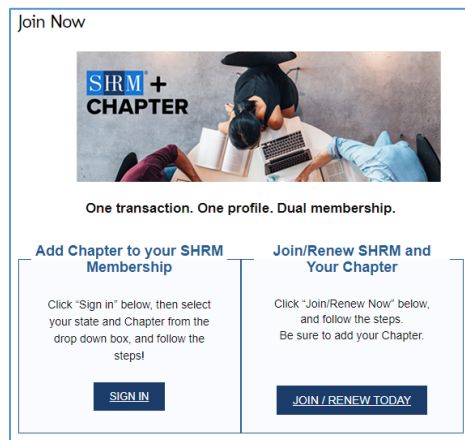 Join Now
SHRM® +
CHAPTER
One transaction. One profile. Dual membership.
Add Chapter to your SHRM
Membership
Click “Sign in” below, then select
your state and Chapter from the
drop down box, and follow the
steps!
SIGN IN
Join/Renew SHRM and
Your Chapter
Click “Join/Renew Now” below,
and follow the steps.
Be sure to add your Chapter.
JOIN / RENEW TODAY